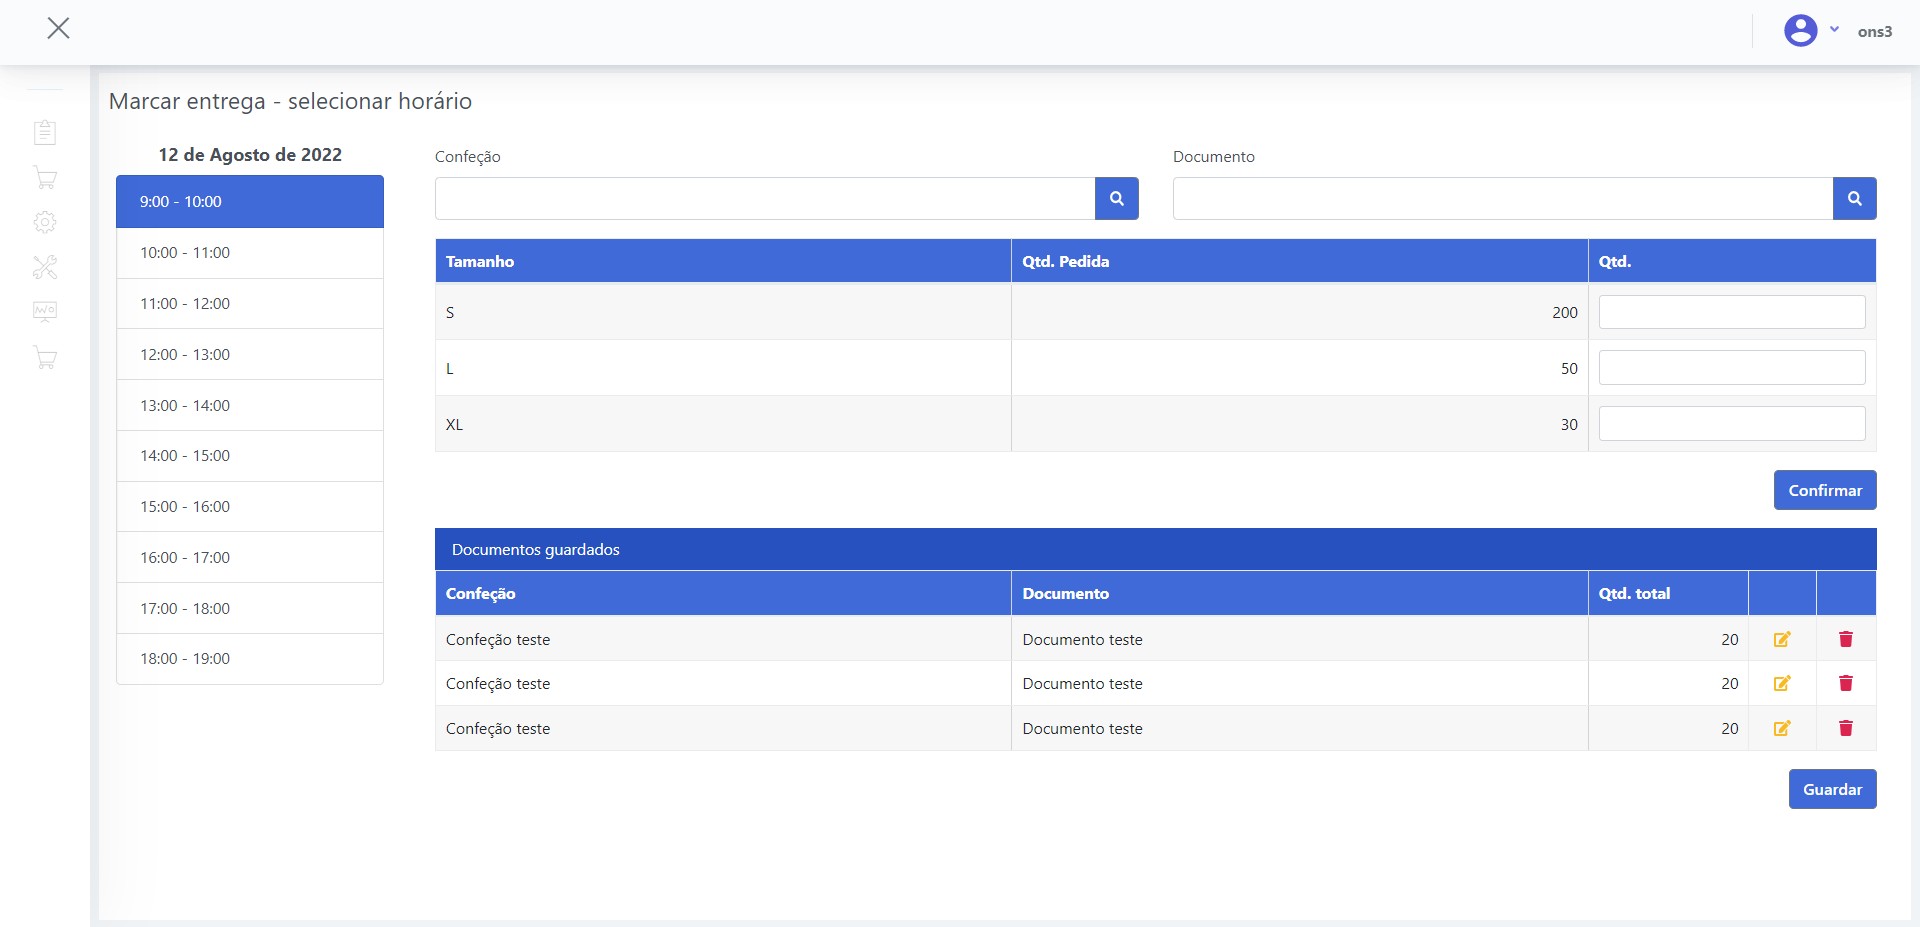 ons3
Marcar entrega - selecionar horário
12 de Agosto de 2022
9:00 - 10:00
10:00 - 11:00
11:00 - 12:00
12:00 - 13:00
13:00 - 14:00
14:00 - 15:00
15:00 - 16:00
16:00 - 17:00
17:00 - 18:00
18:00 - 19:00
Confeção Documento
Tamanho Qtd. Pedida Qtd.
S 200
L 50
XL 30
Confirmar
Documentos guardados
Confeção Documento Qtd. total
Confeção teste Documento teste 20
Confeção teste Documento teste 20
Confeção teste Documento teste 20
Guardar